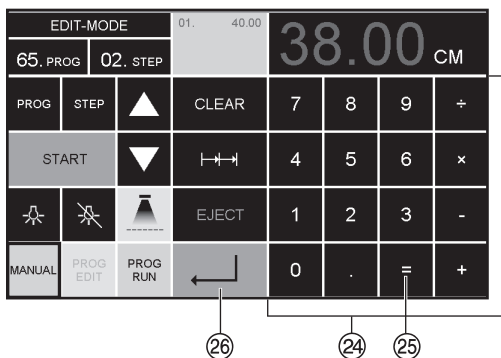 EDIT-MODE
65. PROG 02. STEP
01. 40.00
38.00 CM
PROG STEP CLEAR 7 8 9 ÷
START 4 5 6 ×
EJECT 1 2 3 -
MANUAL PROG EDIT PROG RUN 0 . = +
26 24 25